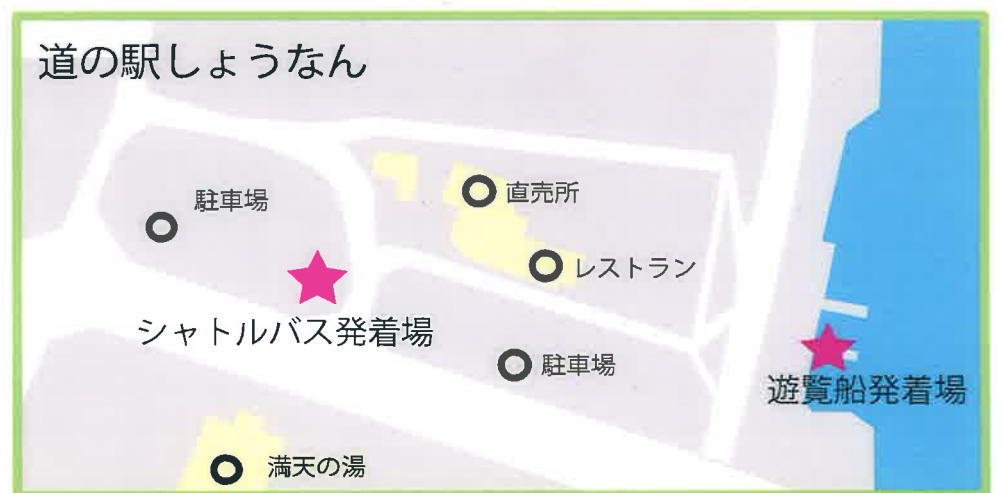 道の駅しょうなん
駐車場
直売所
レストラン
シャトルバス発着場
駐車場
遊覧船発着場
満天の湯